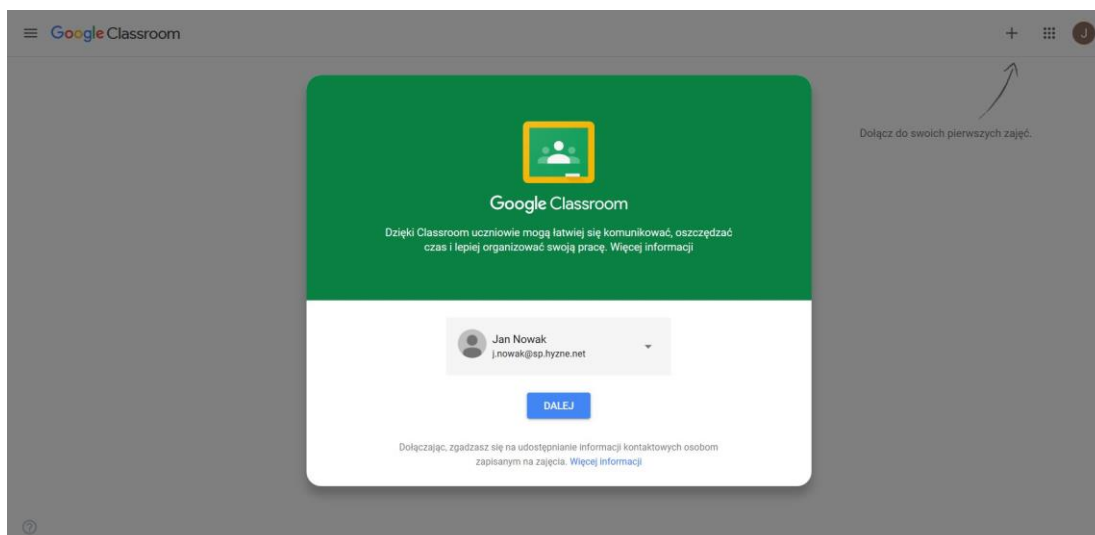 Google Classroom
J
Dołącz do swoich pierwszych zajęć.
Google Classroom
Dzięki Classroom uczniowie mogą łatwiej się komunikować, oszczędzać
czas i lepiej organizować swoją pracę. Więcej informacji
Jan Nowak
j.nowak@sp.hyzne.net
DALEJ
Dołączając, zgadzasz się na udostępnianie informacji kontaktowych osobom
zapisanym na zajęcia. Więcej informacji